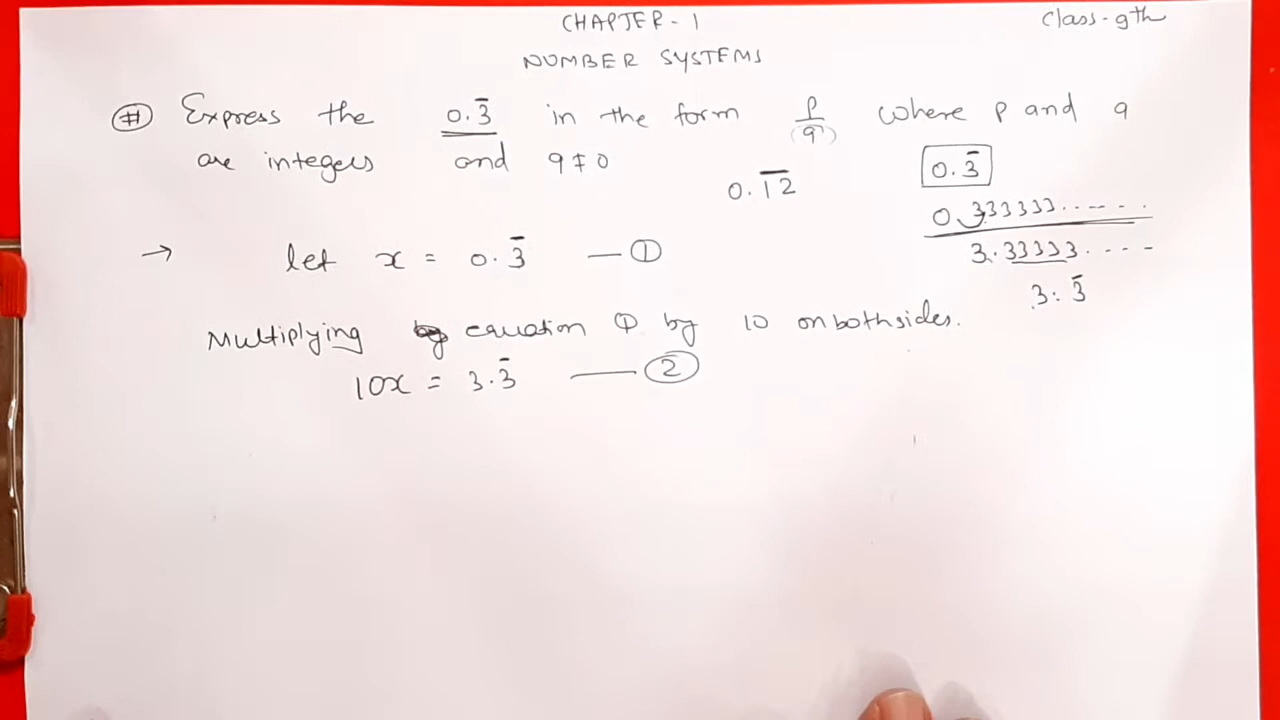 CHAPTER - 1
Class - 9th
NUMBER SYSTEMS
# Express the 0.3̅ in the form p/q where p and q
are integers and q ≠ 0
0.1̅2̅
0.3̅
0.333333.......
3.33333.....
3.3̅
→ let x = 0.3̅ — ①
Multiplying equation ① by 10 on both sides.
10x = 3.3̅ — ②